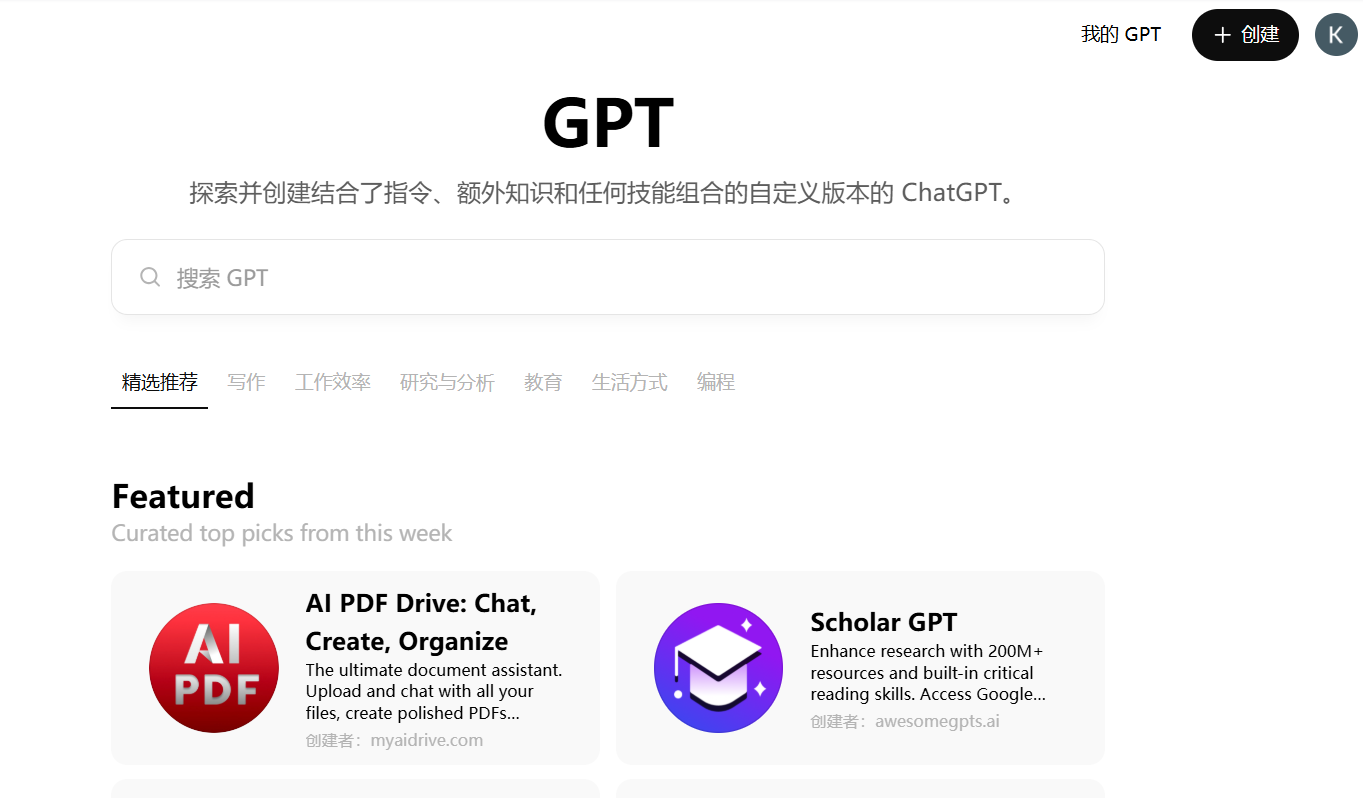 我的 GPT
创建
K
GPT
探索并创建结合了指令、额外知识和任何技能组合的自定义版本的 ChatGPT。
搜索 GPT
精选推荐 写作 工作效率 研究与分析 教育 生活方式 编程
Featured
Curated top picks from this week
AI PDF
AI PDF Drive: Chat,
Create, Organize
The ultimate document assistant.
Upload and chat with all your
files, create polished PDFs...
创建者：myaidrive.com
Scholar GPT
Enhance research with 200M+
resources and built-in critical
reading skills. Access Google...
创建者：awesomegpts.ai